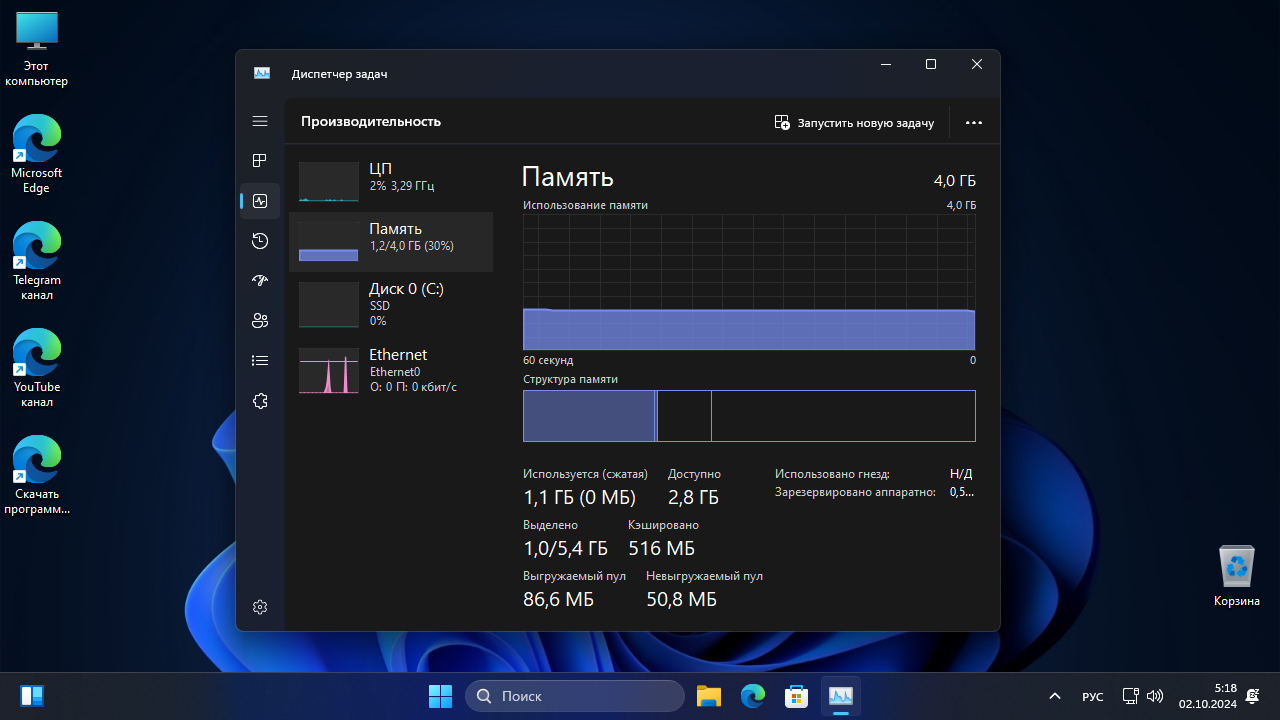 Этот
компьютер
Microsoft
Edge
Telegram
канал
YouTube
канал
Скачать
программ...
Корзина
Диспетчер задач
Производительность
Запустить новую задачу
ЦП
2% 3,29 ГГц
Память
1,2/4,0 ГБ (30%)
Диск 0 (C:)
SSD
0%
Ethernet
Ethernet0
О: 0 П: 0 кбит/с
Память
4,0 ГБ
Использование памяти
4,0 ГБ
60 секунд
0
Структура памяти
Используется (сжатая)
1,1 ГБ (0 МБ)
Доступно
2,8 ГБ
Выделено
1,0/5,4 ГБ
Кэшировано
516 МБ
Выгружаемый пул
86,6 МБ
Невыгружаемый пул
50,8 МБ
Использовано гнезд: Н/Д
Зарезервировано аппаратно: 0,5...
Поиск
РУС
5:18
02.10.2024